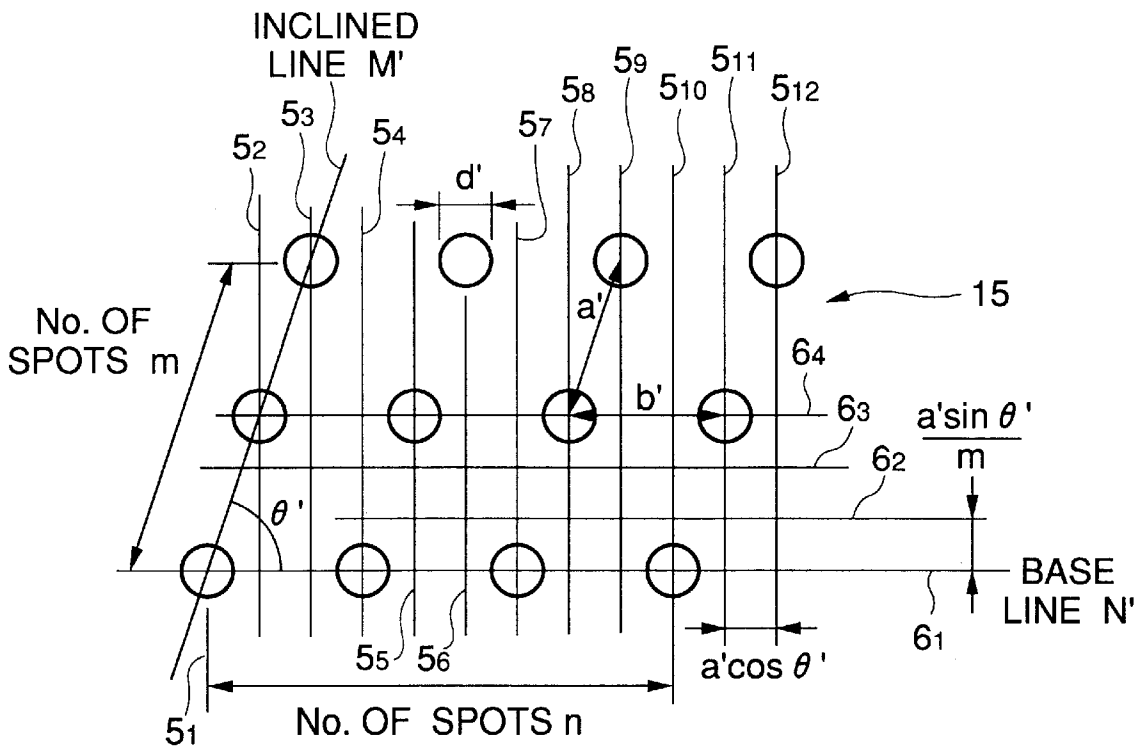 INCLINED
LINE M'
5₁₁
5₉
5₈
5₁₀
5₁₂
5₃
5₄
5₇
5₂
d'
a'
15
No. OF
SPOTS m
6₄
b'
6₃
a'sin θ'
m
6₂
θ'
BASE
LINE N'
6₁
5₅
5₆
a'cos θ'
5₁
No. OF SPOTS n